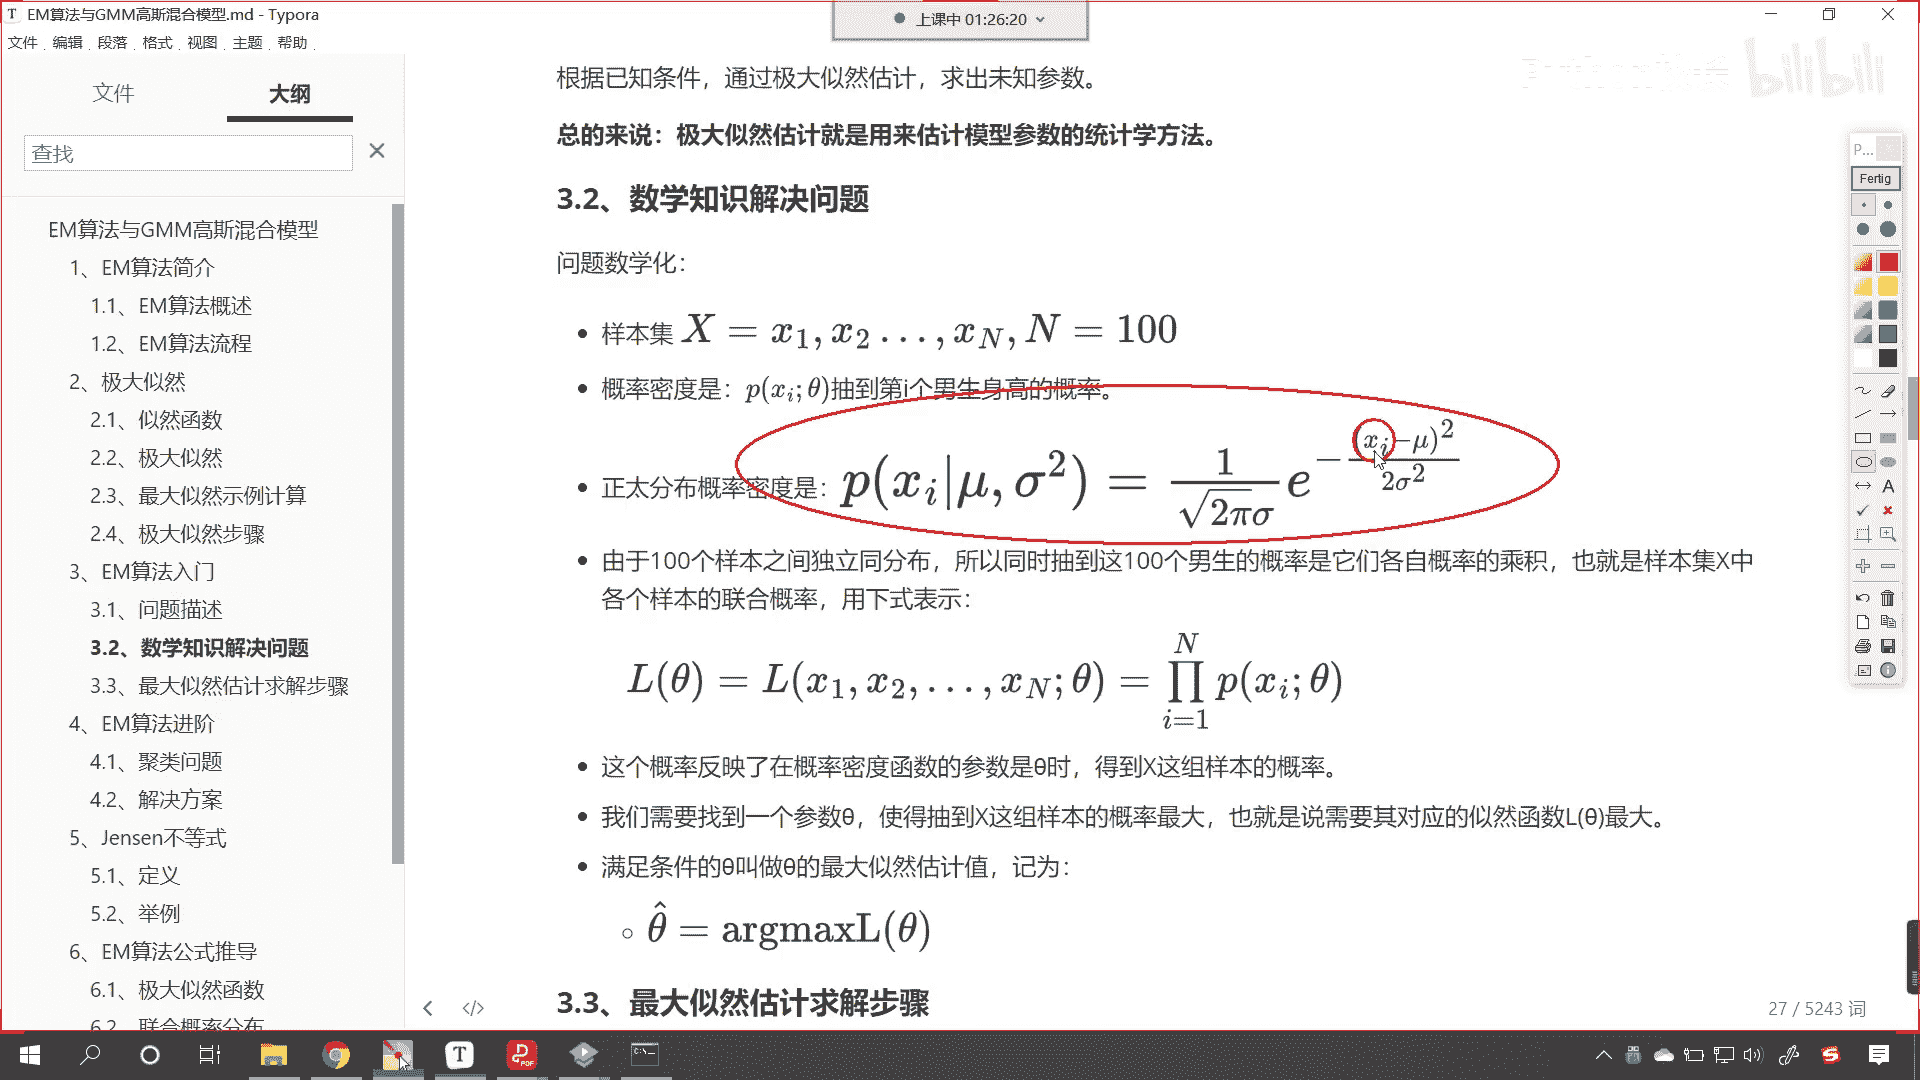 EM算法与GMM高斯混合模型.md - Typora
上课中 01:26:20
文件 编辑 段落 格式 视图 主题 帮助
bilibili
文件 大纲
查找
EM算法与GMM高斯混合模型
1、EM算法简介
1.1、EM算法概述
1.2、EM算法流程
2、极大似然
2.1、似然函数
2.2、极大似然
2.3、最大似然示例计算
2.4、极大似然步骤
3、EM算法入门
3.1、问题描述
3.2、数学知识解决问题
3.3、最大似然估计求解步骤
4、EM算法进阶
4.1、聚类问题
4.2、解决方案
5、Jensen不等式
5.1、定义
5.2、举例
6、EM算法公式推导
6.1、极大似然函数
6.2、联合概率分布
根据已知条件，通过极大似然估计，求出未知参数。
总的来说：极大似然估计就是用来估计模型参数的统计学方法。
3.2、数学知识解决问题
问题数学化：
• 样本集 X = x₁, x₂ …, x_N, N = 100
• 概率密度是：p(xᵢ; θ)抽到第i个男生身高的概率。
• 正太分布概率密度是：p(xᵢ|μ, σ²) = \frac{1}{\sqrt{2π}σ} e^{-\frac{(xᵢ-μ)²}{2σ²}}
• 由于100个样本之间独立同分布，所以同时抽到这100个男生的概率是它们各自概率的乘积，也就是样本集X中
各个样本的联合概率，用下式表示：
L(θ) = L(x₁, x₂, …, x_N; θ) = \prod_{i=1}^{N} p(xᵢ; θ)
• 这个概率反映了在概率密度函数的参数是θ时，得到X这组样本的概率。
• 我们需要找到一个参数θ，使得抽到X这组样本的概率最大，也就是说需要其对应的似然函数L(θ)最大。
• 满足条件的θ叫做θ的最大似然估计值，记为：
◦ \hat{θ} = argmaxL(θ)
3.3、最大似然估计求解步骤
27 / 5243 词
P...
Fertig
A